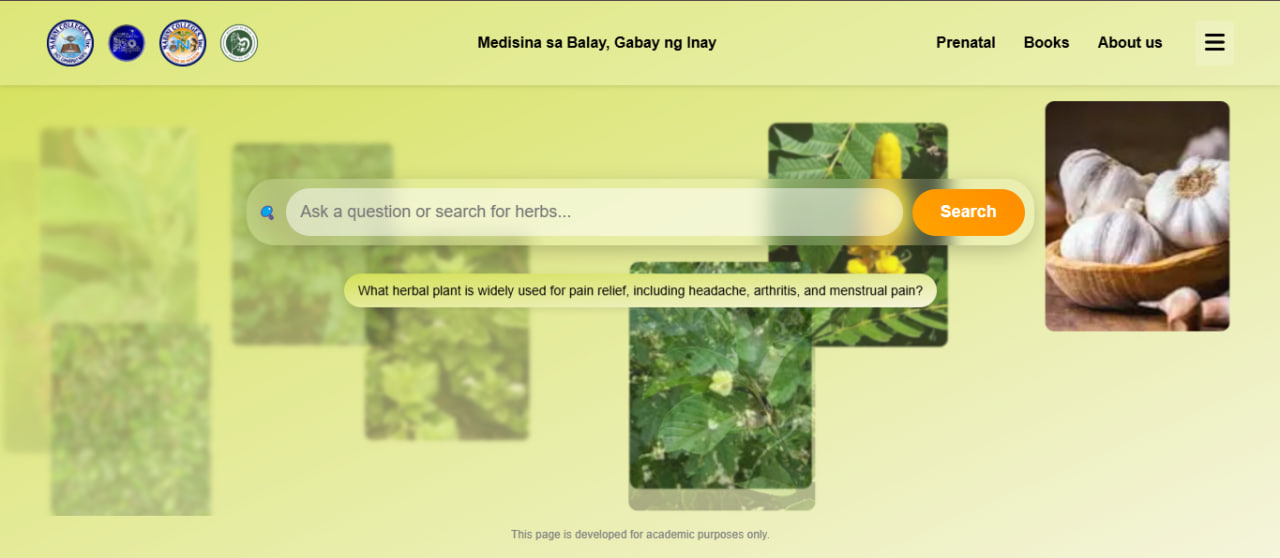 Medisina sa Balay, Gabay ng Inay
Prenatal
Books
About us
Ask a question or search for herbs...
Search
What herbal plant is widely used for pain relief, including headache, arthritis, and menstrual pain?
This page is developed for academic purposes only.